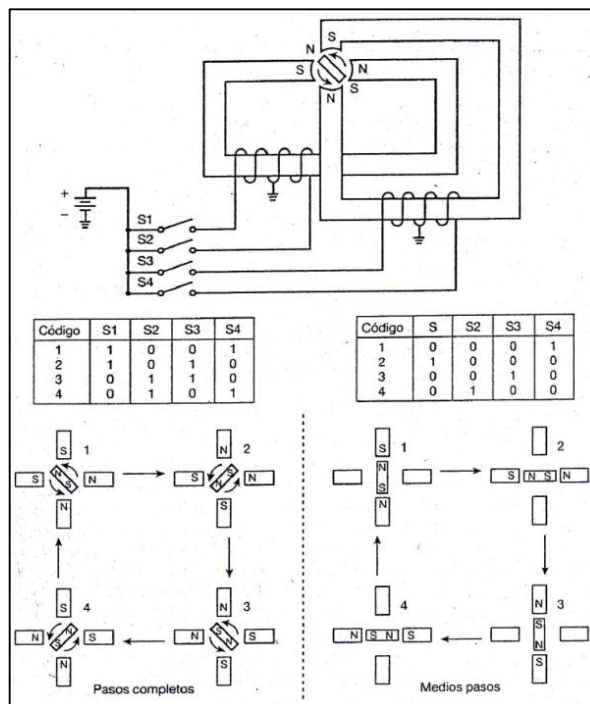 S
N
S
N
S
N
+
−
S1
S2
S3
S4
Código S1 S2 S3 S4
1 1 0 0 1
2 1 0 1 0
3 0 1 1 0
4 0 1 0 1
Código S S2 S3 S4
1 0 0 0 1
2 1 0 0 0
3 0 0 1 0
4 0 1 0 0
S 1
S N S N
N
N 2
S N S N
S
S 4
N S N S
N
N 3
N S N S
S
Pasos completos
1
S
N
S
N
2
S N S N
4
N S N S
3
N
S
N
S
Medios pasos